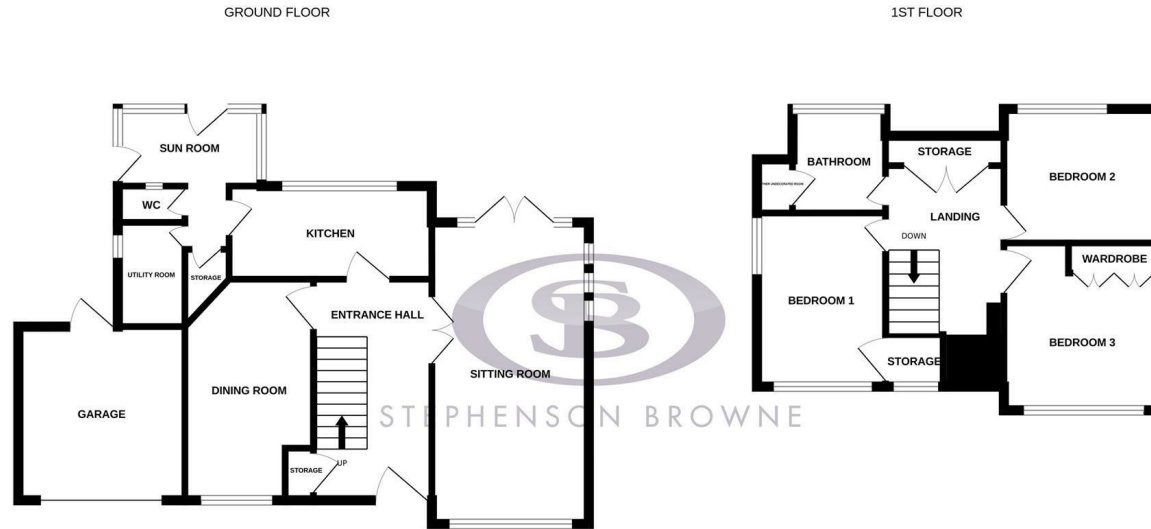 GROUND FLOOR
SUN ROOM
WC
KITCHEN
UTILITY ROOM
STORAGE
ENTRANCE HALL
DINING ROOM
SITTING ROOM
GARAGE
STORAGE
UP
1ST FLOOR
STORAGE
BATHROOM
BEDROOM 2
LANDING
DOWN
WARDROBE
BEDROOM 1
BEDROOM 3
STORAGE
SB
STEPHENSON BROWNE